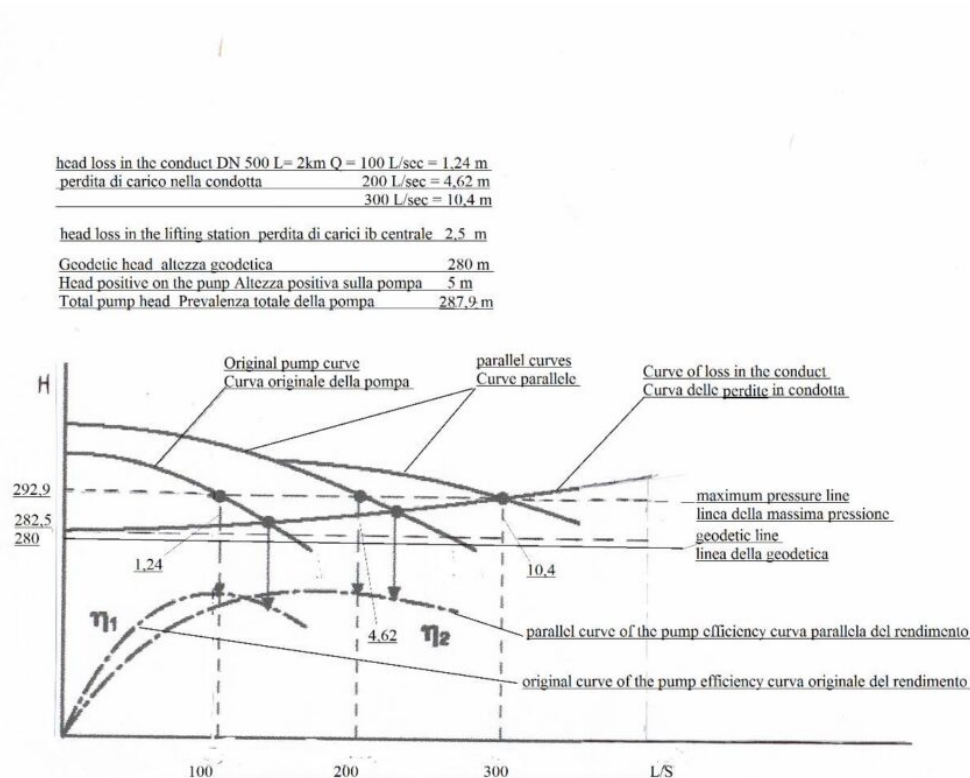 head loss in the conduct DN 500 L= 2km Q = 100 L/sec = 1,24 m
perdita di carico nella condotta 200 L/sec = 4,62 m
300 L/sec = 10,4 m
head loss in the lifting station perdita di carici ib centrale 2,5 m
Geodetic head altezza geodetica 280 m
Head positive on the punp Altezza positiva sulla pompa 5 m
Total pump head Prevalenza totale della pompa 287,9 m
H
Original pump curve
Curva originale della pompa
parallel curves
Curve parallele
Curve of loss in the conduct
Curva delle perdite in condotta
292,9
282,5
280
maximum pressure line
linea della massima pressione
geodetic line
linea della geodetica
1,24
10,4
4,62
η1
η2
parallel curve of the pump efficiency curva parallela del rendimento
original curve of the pump efficiency curva originale del rendimento
100 200 300 L/S